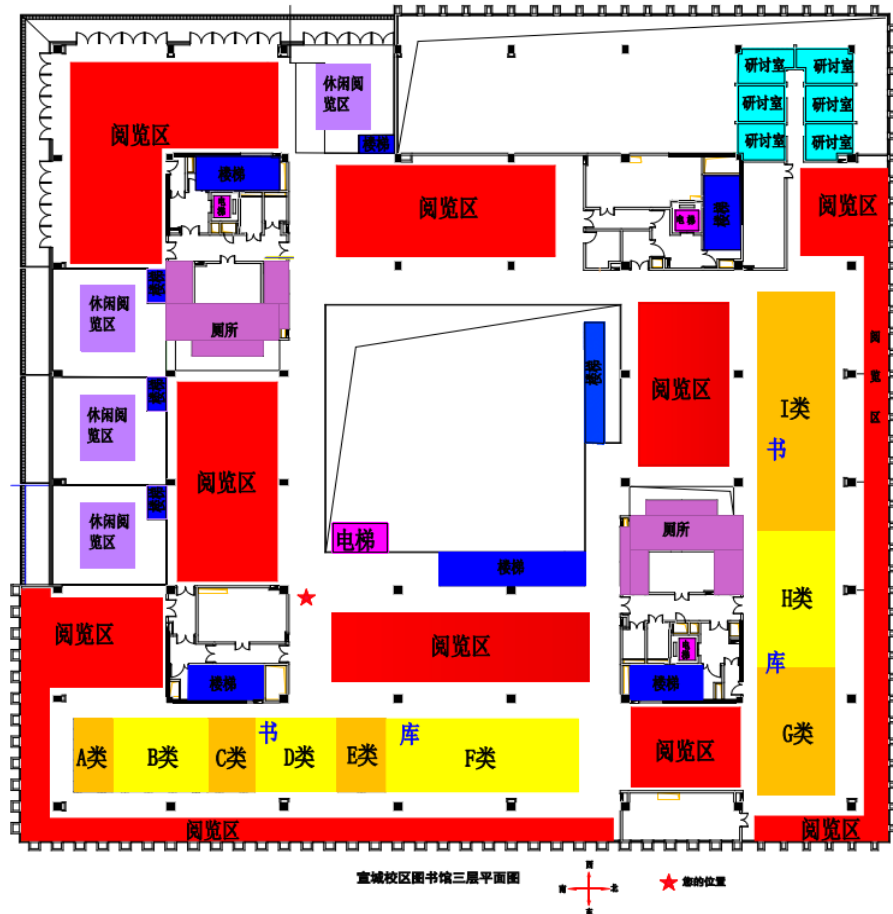 休闲阅
览区
研讨室
研讨室
研讨室
研讨室
研讨室
研讨室
阅览区
楼梯
楼梯
电梯
阅览区
电梯
楼梯
阅览区
休闲阅
览区
楼梯
厕所
楼梯
阅览区
阅览区
I类
书
休闲阅
览区
楼梯
阅览区
休闲阅
览区
楼梯
电梯
楼梯
厕所
H类
阅览区
阅览区
楼梯
电梯
楼梯
库
A类
B类
C类
书
D类
E类
库
F类
阅览区
G类
阅览区
阅览区
宣城校区图书馆三层平面图
西
南
北
东
您的位置